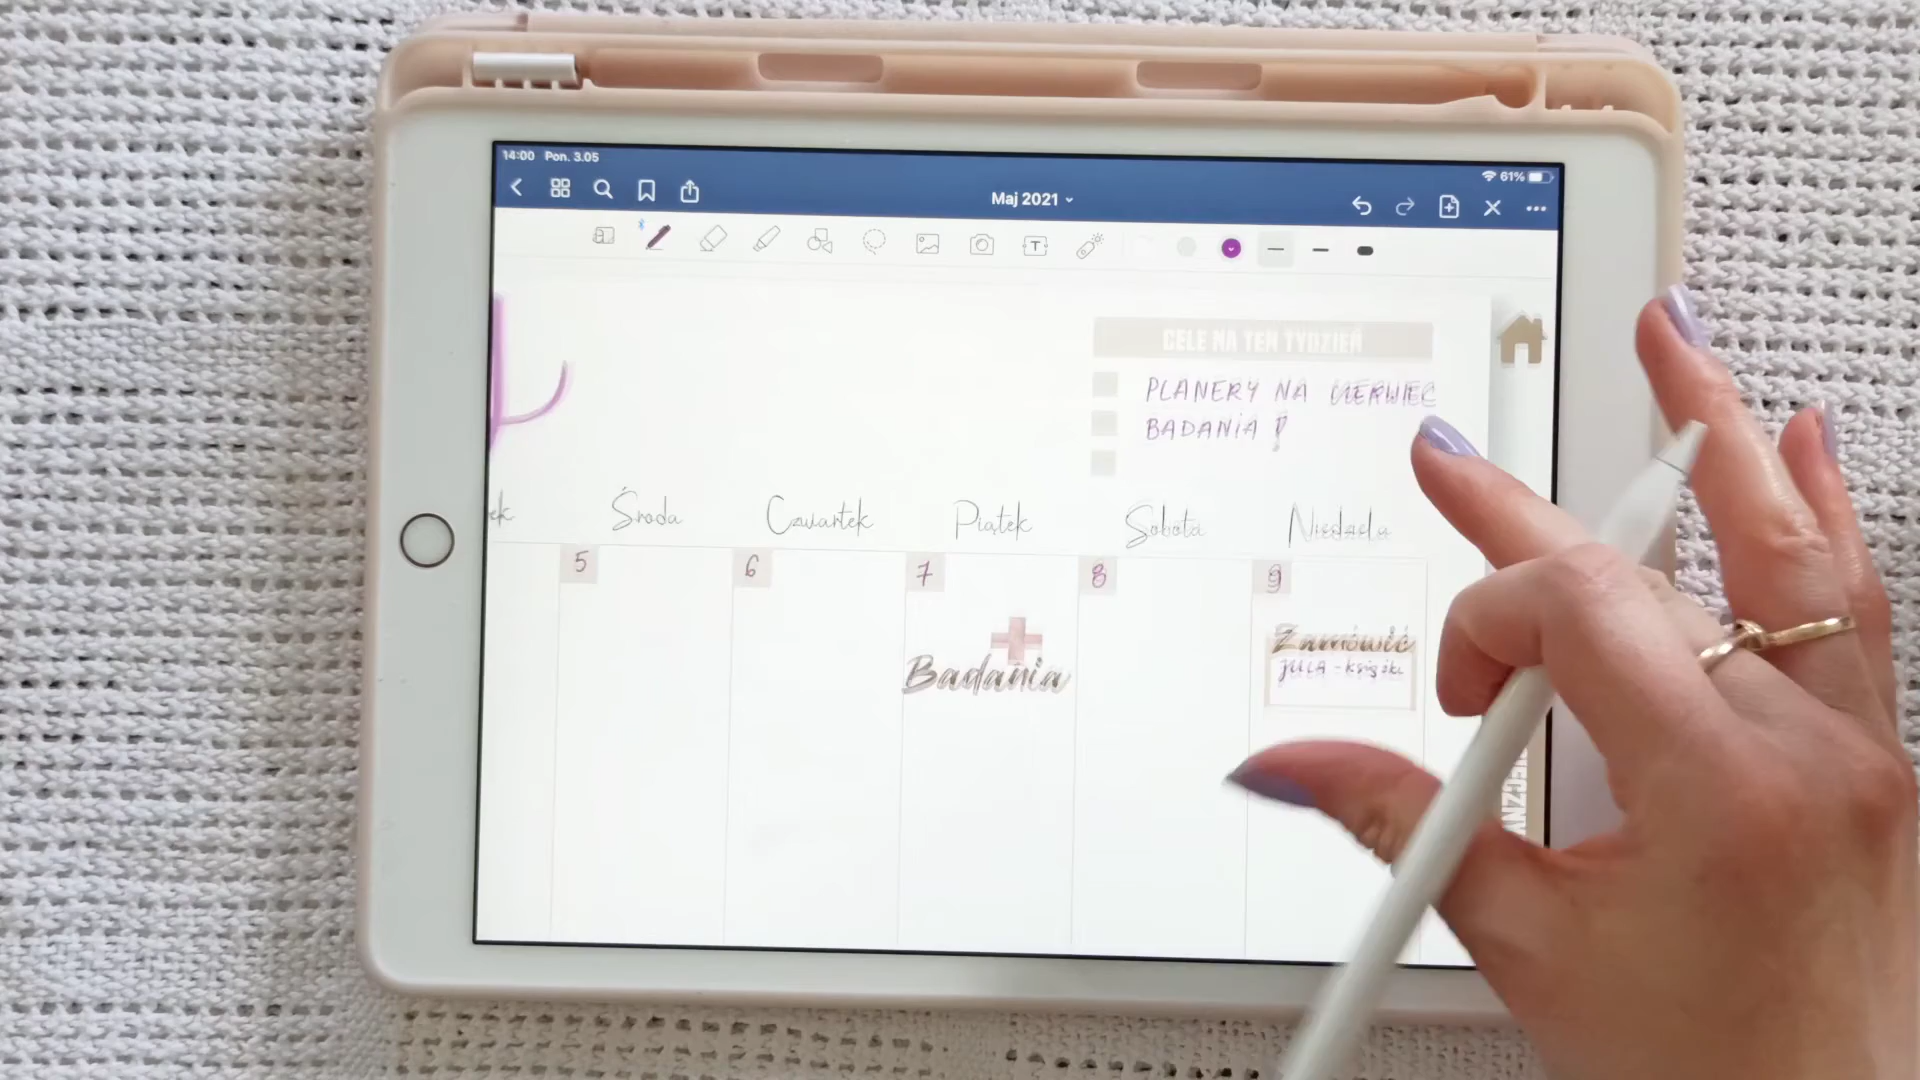 14:00 Pon. 3.05
61%
Maj 2021
T
CELE NA TEN TYDZIEŃ
PLANERY NA CZERWIEC
BADANIA !
ek Środa Czwartek Piątek Sobota Niedziela
5 6 7 8 9
Badania
Zamówić
JULA - książki